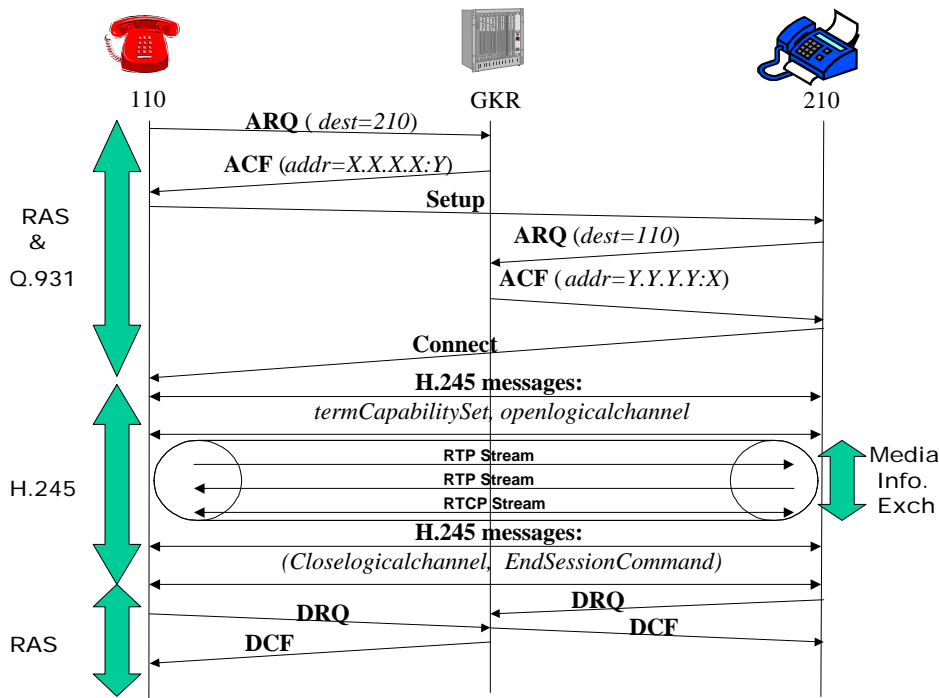 110
GKR
210
ARQ ( dest=210)
ACF (addr=X.X.X.X:Y)
Setup
RAS
&
Q.931
ARQ (dest=110)
ACF ( addr=Y.Y.Y.Y:X)
Connect
H.245 messages:
termCapabilitySet, openlogicalchannel
RTP Stream
RTP Stream
RTCP Stream
Media
Info.
Exch
H.245
H.245 messages:
(Closelogicalchannel, EndSessionCommand)
DRQ
DRQ
DCF
DCF
RAS